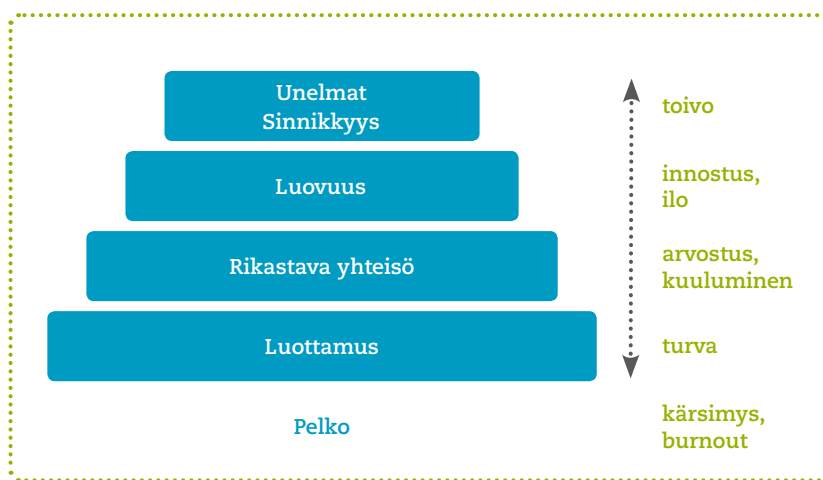 Unelmat
Sinnikkyys
toivo
Luovuus
innostus,
ilo
Rikastava yhteisö
arvostus,
kuuluminen
Luottamus
turva
Pelko
kärsimys,
burnout